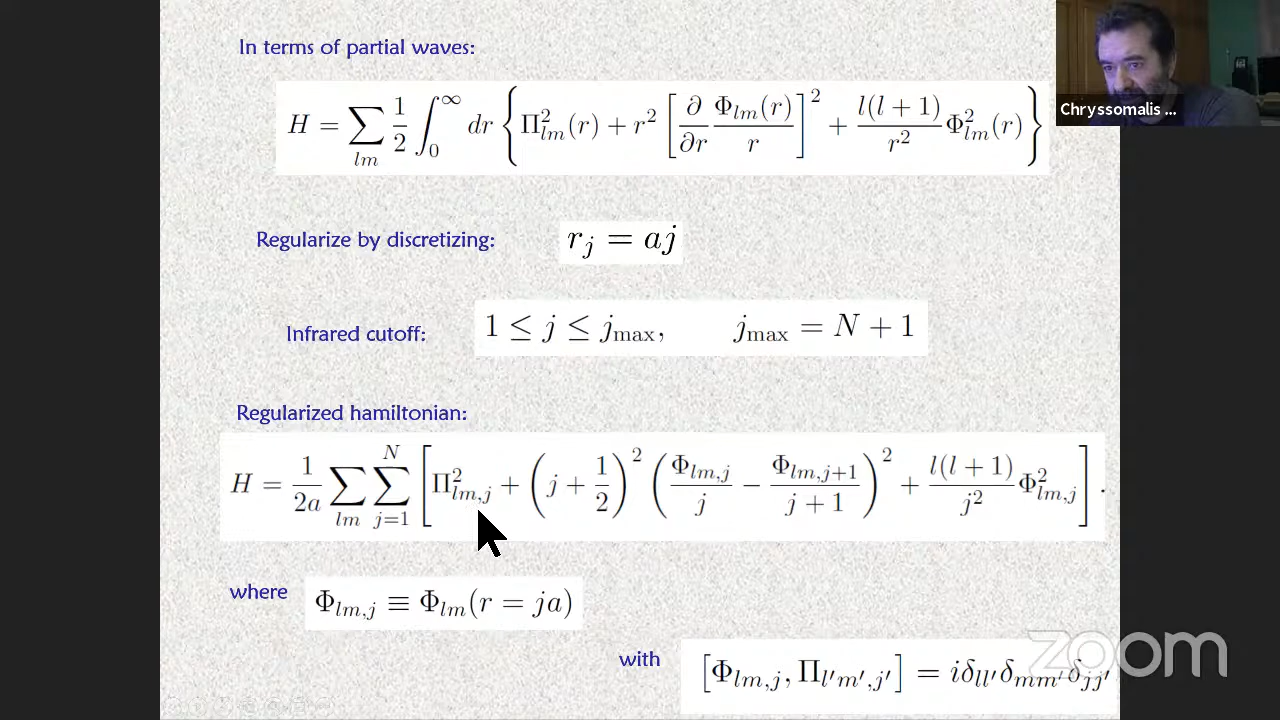 In terms of partial waves:
Chryssomalis ...
H = \sum_{lm} \frac{1}{2} \int_0^\infty dr \left\{ \Pi_{lm}^2(r) + r^2 \left[ \frac{\partial}{\partial r} \frac{\Phi_{lm}(r)}{r} \right]^2 + \frac{l(l+1)}{r^2} \Phi_{lm}^2(r) \right\}
Regularize by discretizing: r_j = aj
Infrared cutoff: 1 \leq j \leq j_{\max}, \quad j_{\max} = N + 1
Regularized hamiltonian:
H = \frac{1}{2a} \sum_{lm} \sum_{j=1}^{N} \left[ \Pi_{lm,j}^2 + \left( j + \frac{1}{2} \right)^2 \left( \frac{\Phi_{lm,j}}{j} - \frac{\Phi_{lm,j+1}}{j+1} \right)^2 + \frac{l(l+1)}{j^2} \Phi_{lm,j}^2 \right].
where \Phi_{lm,j} \equiv \Phi_{lm}(r = ja)
with [\Phi_{lm,j}, \Pi_{l'm',j'}] = i\delta_{ll'}\delta_{mm'}\delta_{jj'}
zoom